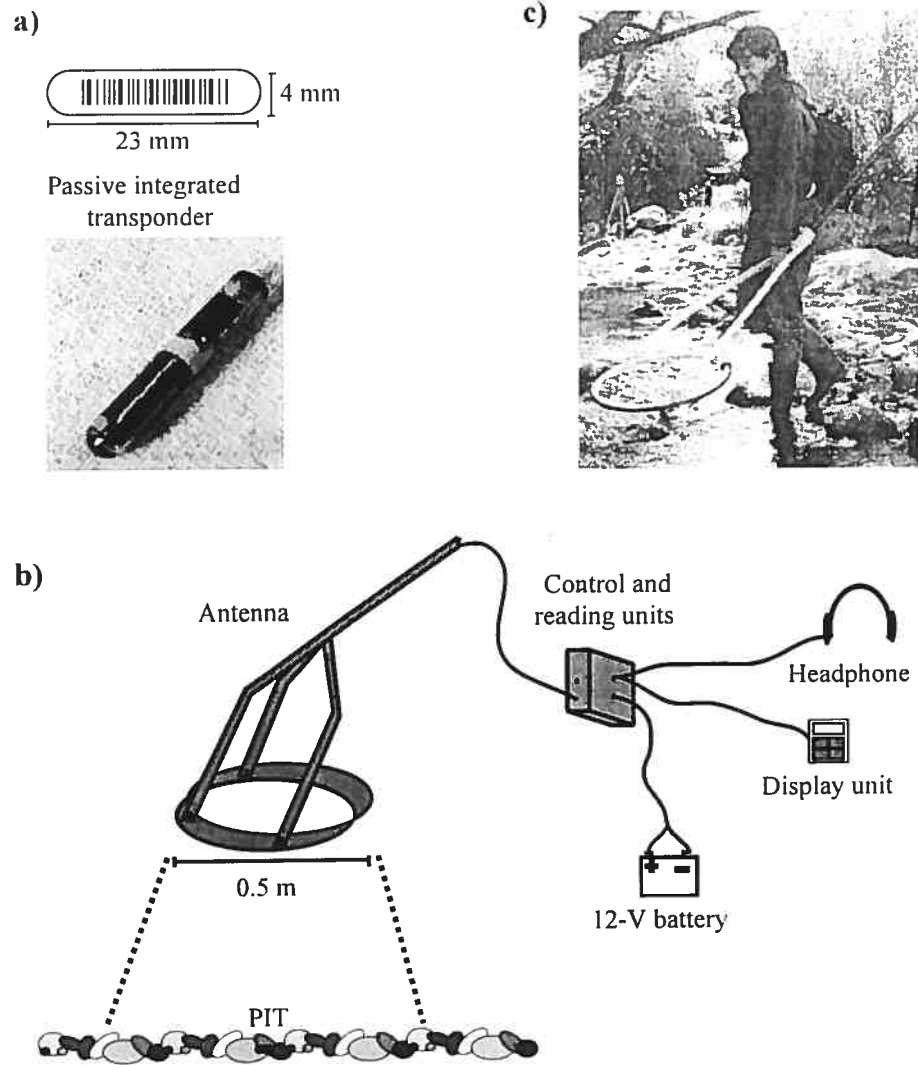 a)
4 mm
23 mm
Passive integrated
transponder
c)
b)
Antenna
Control and
reading units
Headphone
Display unit
0.5 m
12-V battery
PIT